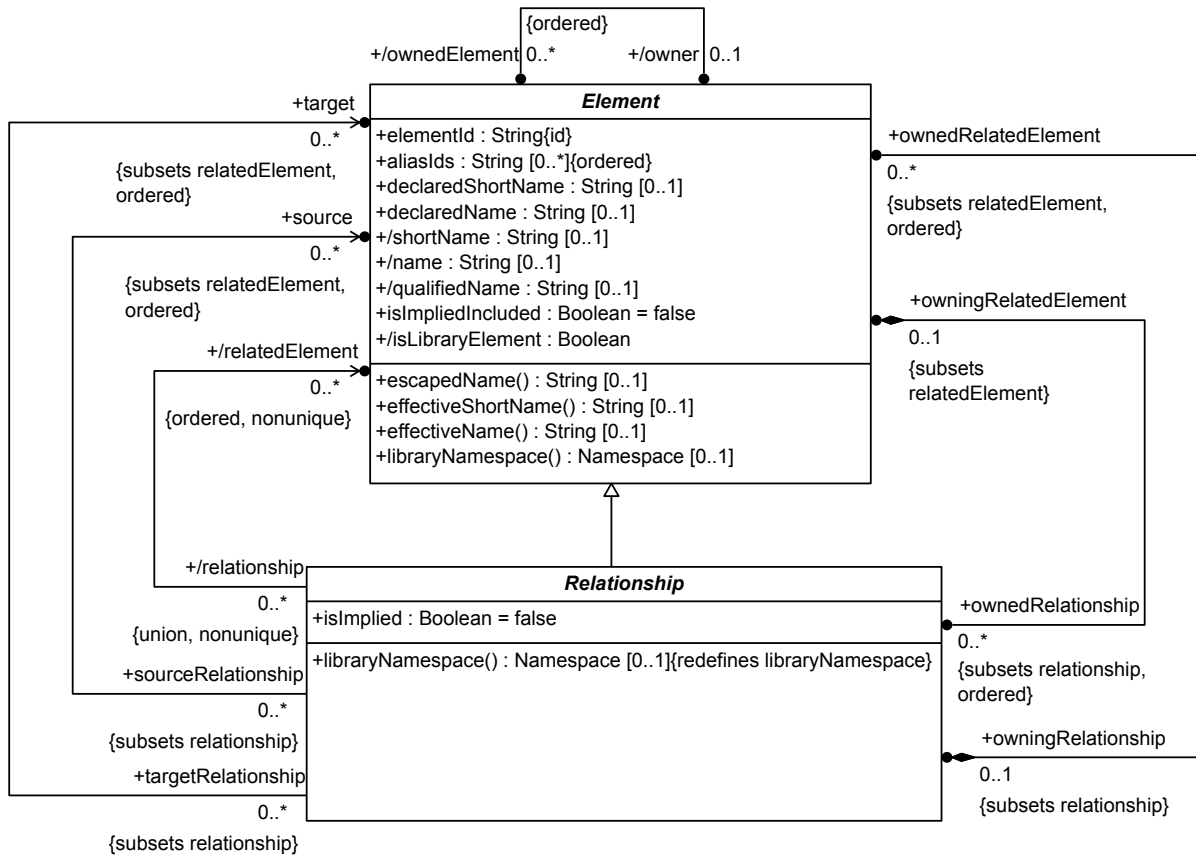 {ordered}
+/ownedElement 0..*
+/owner 0..1
Element
+elementId : String{id}
+aliasIds : String [0..*]{ordered}
+declaredShortName : String [0..1]
+declaredName : String [0..1]
+/shortName : String [0..1]
+/name : String [0..1]
+/qualifiedName : String [0..1]
+isImpliedIncluded : Boolean = false
+/isLibraryElement : Boolean
+escapedName() : String [0..1]
+effectiveShortName() : String [0..1]
+effectiveName() : String [0..1]
+libraryNamespace() : Namespace [0..1]
+target
0..*
{subsets relatedElement,
ordered}
+source
0..*
{subsets relatedElement,
ordered}
+/relatedElement
0..*
{ordered, nonunique}
+ownedRelatedElement
0..*
{subsets relatedElement,
ordered}
+owningRelatedElement
0..1
{subsets
relatedElement}
+/relationship
0..*
{union, nonunique}
+sourceRelationship
0..*
{subsets relationship}
+targetRelationship
0..*
{subsets relationship}
Relationship
+isImplied : Boolean = false
+libraryNamespace() : Namespace [0..1]{redefines libraryNamespace}
+ownedRelationship
0..*
{subsets relationship,
ordered}
+owningRelationship
0..1
{subsets relationship}